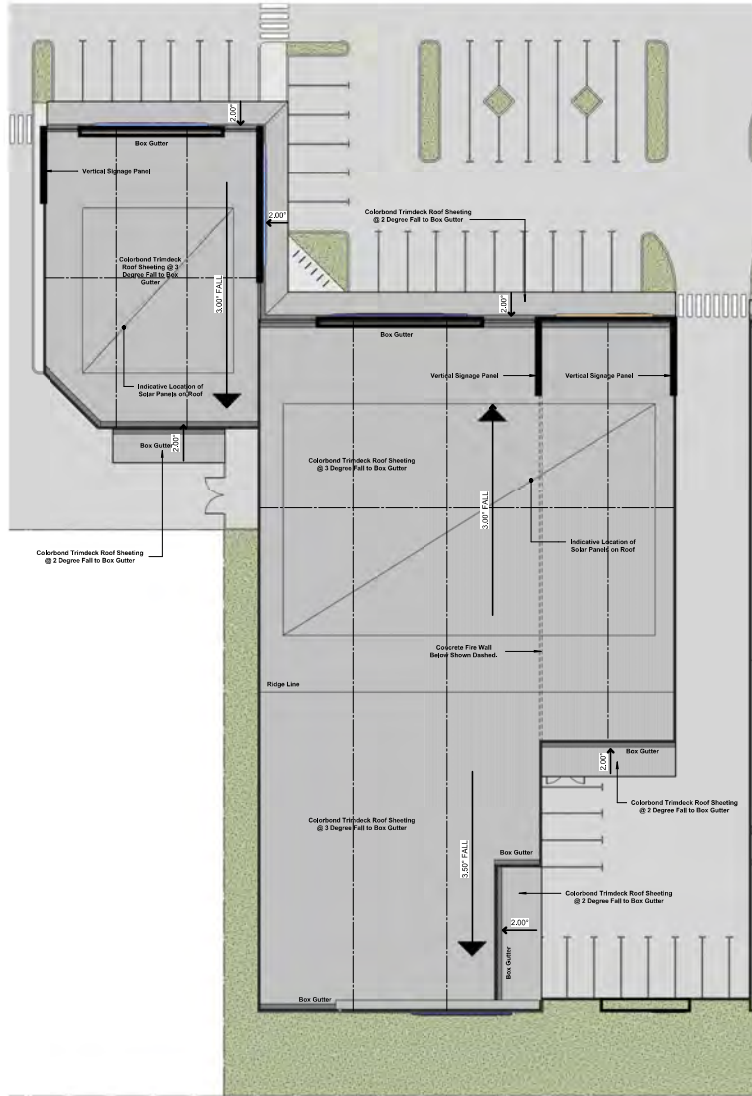 2.00°
Box Gutter
Vertical Signage Panel
2.00°
Colorbond Trimdeck Roof Sheeting
@ 2 Degree Fall to Box Gutter
Colorbond Trimdeck
Roof Sheeting @ 3
Degree Fall to Box
Gutter
3.00° FALL
2.00°
Box Gutter
Vertical Signage Panel
Vertical Signage Panel
Indicative Location of
Solar Panels on Roof
Box Gutter
2.00°
Colorbond Trimdeck Roof Sheeting
@ 3 Degree Fall to Box Gutter
3.00° FALL
Indicative Location of
Solar Panels on Roof
Colorbond Trimdeck Roof Sheeting
@ 2 Degree Fall to Box Gutter
Concrete Fire Wall
Below Shown Dashed.
Ridge Line
Box Gutter
2.00°
Colorbond Trimdeck Roof Sheeting
@ 2 Degree Fall to Box Gutter
Colorbond Trimdeck Roof Sheeting
@ 3 Degree Fall to Box Gutter
3.50° FALL
Box Gutter
Colorbond Trimdeck Roof Sheeting
@ 2 Degree Fall to Box Gutter
2.00°
Box Gutter
Box Gutter